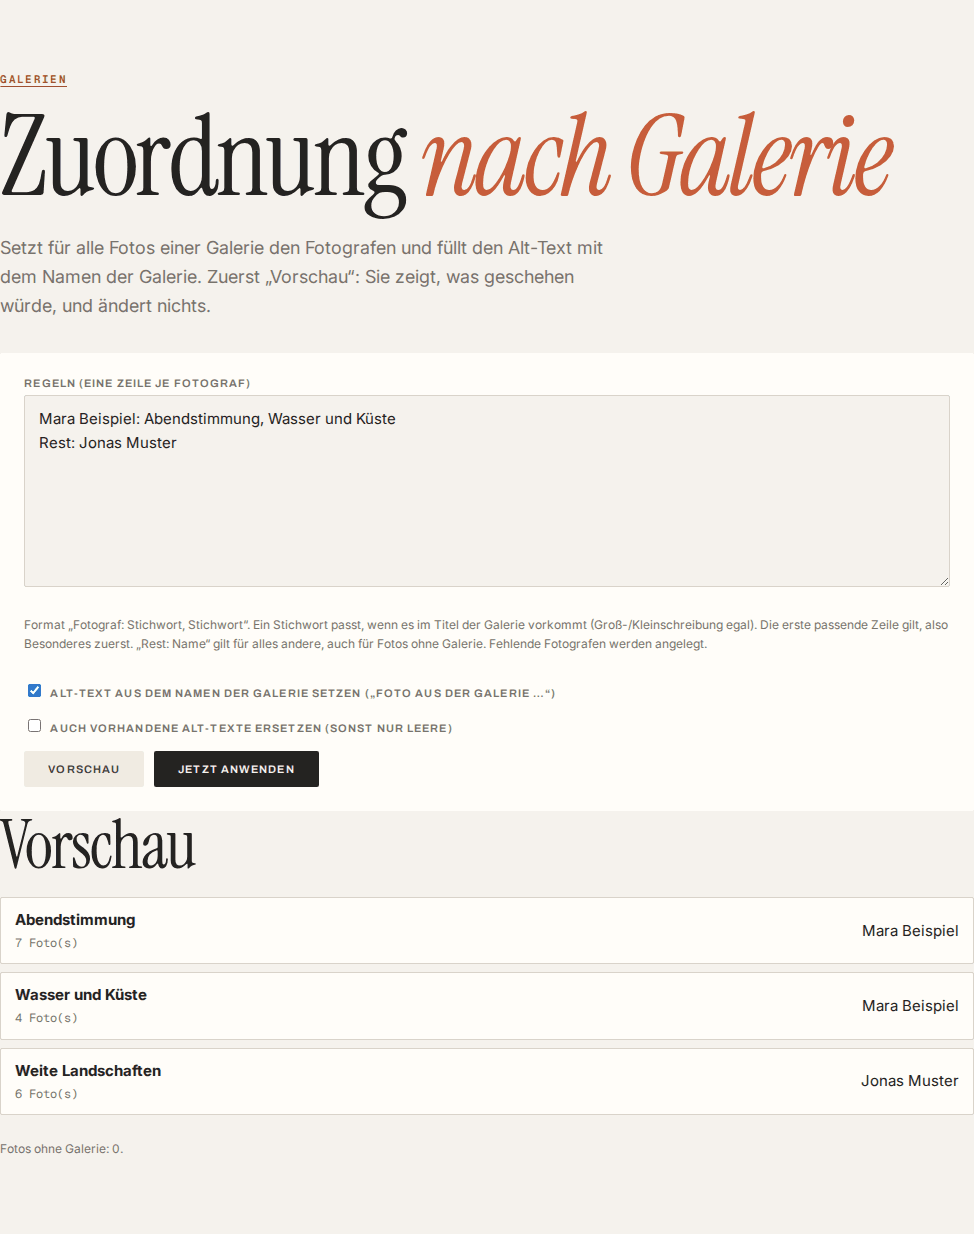 GALERIEN
Zuordnung nach Galerie
Setzt für alle Fotos einer Galerie den Fotografen und füllt den Alt-Text mit
dem Namen der Galerie. Zuerst „Vorschau“: Sie zeigt, was geschehen
würde, und ändert nichts.
REGELN (EINE ZEILE JE FOTOGRAF)
Mara Beispiel: Abendstimmung, Wasser und Küste
Rest: Jonas Muster
Format „Fotograf: Stichwort, Stichwort“. Ein Stichwort passt, wenn es im Titel der Galerie vorkommt (Groß-/Kleinschreibung egal). Die erste passende Zeile gilt, also
Besonderes zuerst. „Rest: Name“ gilt für alles andere, auch für Fotos ohne Galerie. Fehlende Fotografen werden angelegt.
ALT-TEXT AUS DEM NAMEN DER GALERIE SETZEN („FOTO AUS DER GALERIE …“)
AUCH VORHANDENE ALT-TEXTE ERSETZEN (SONST NUR LEERE)
VORSCHAU JETZT ANWENDEN
Vorschau
Abendstimmung
7 Foto(s)
Mara Beispiel
Wasser und Küste
4 Foto(s)
Mara Beispiel
Weite Landschaften
6 Foto(s)
Jonas Muster
Fotos ohne Galerie: 0.